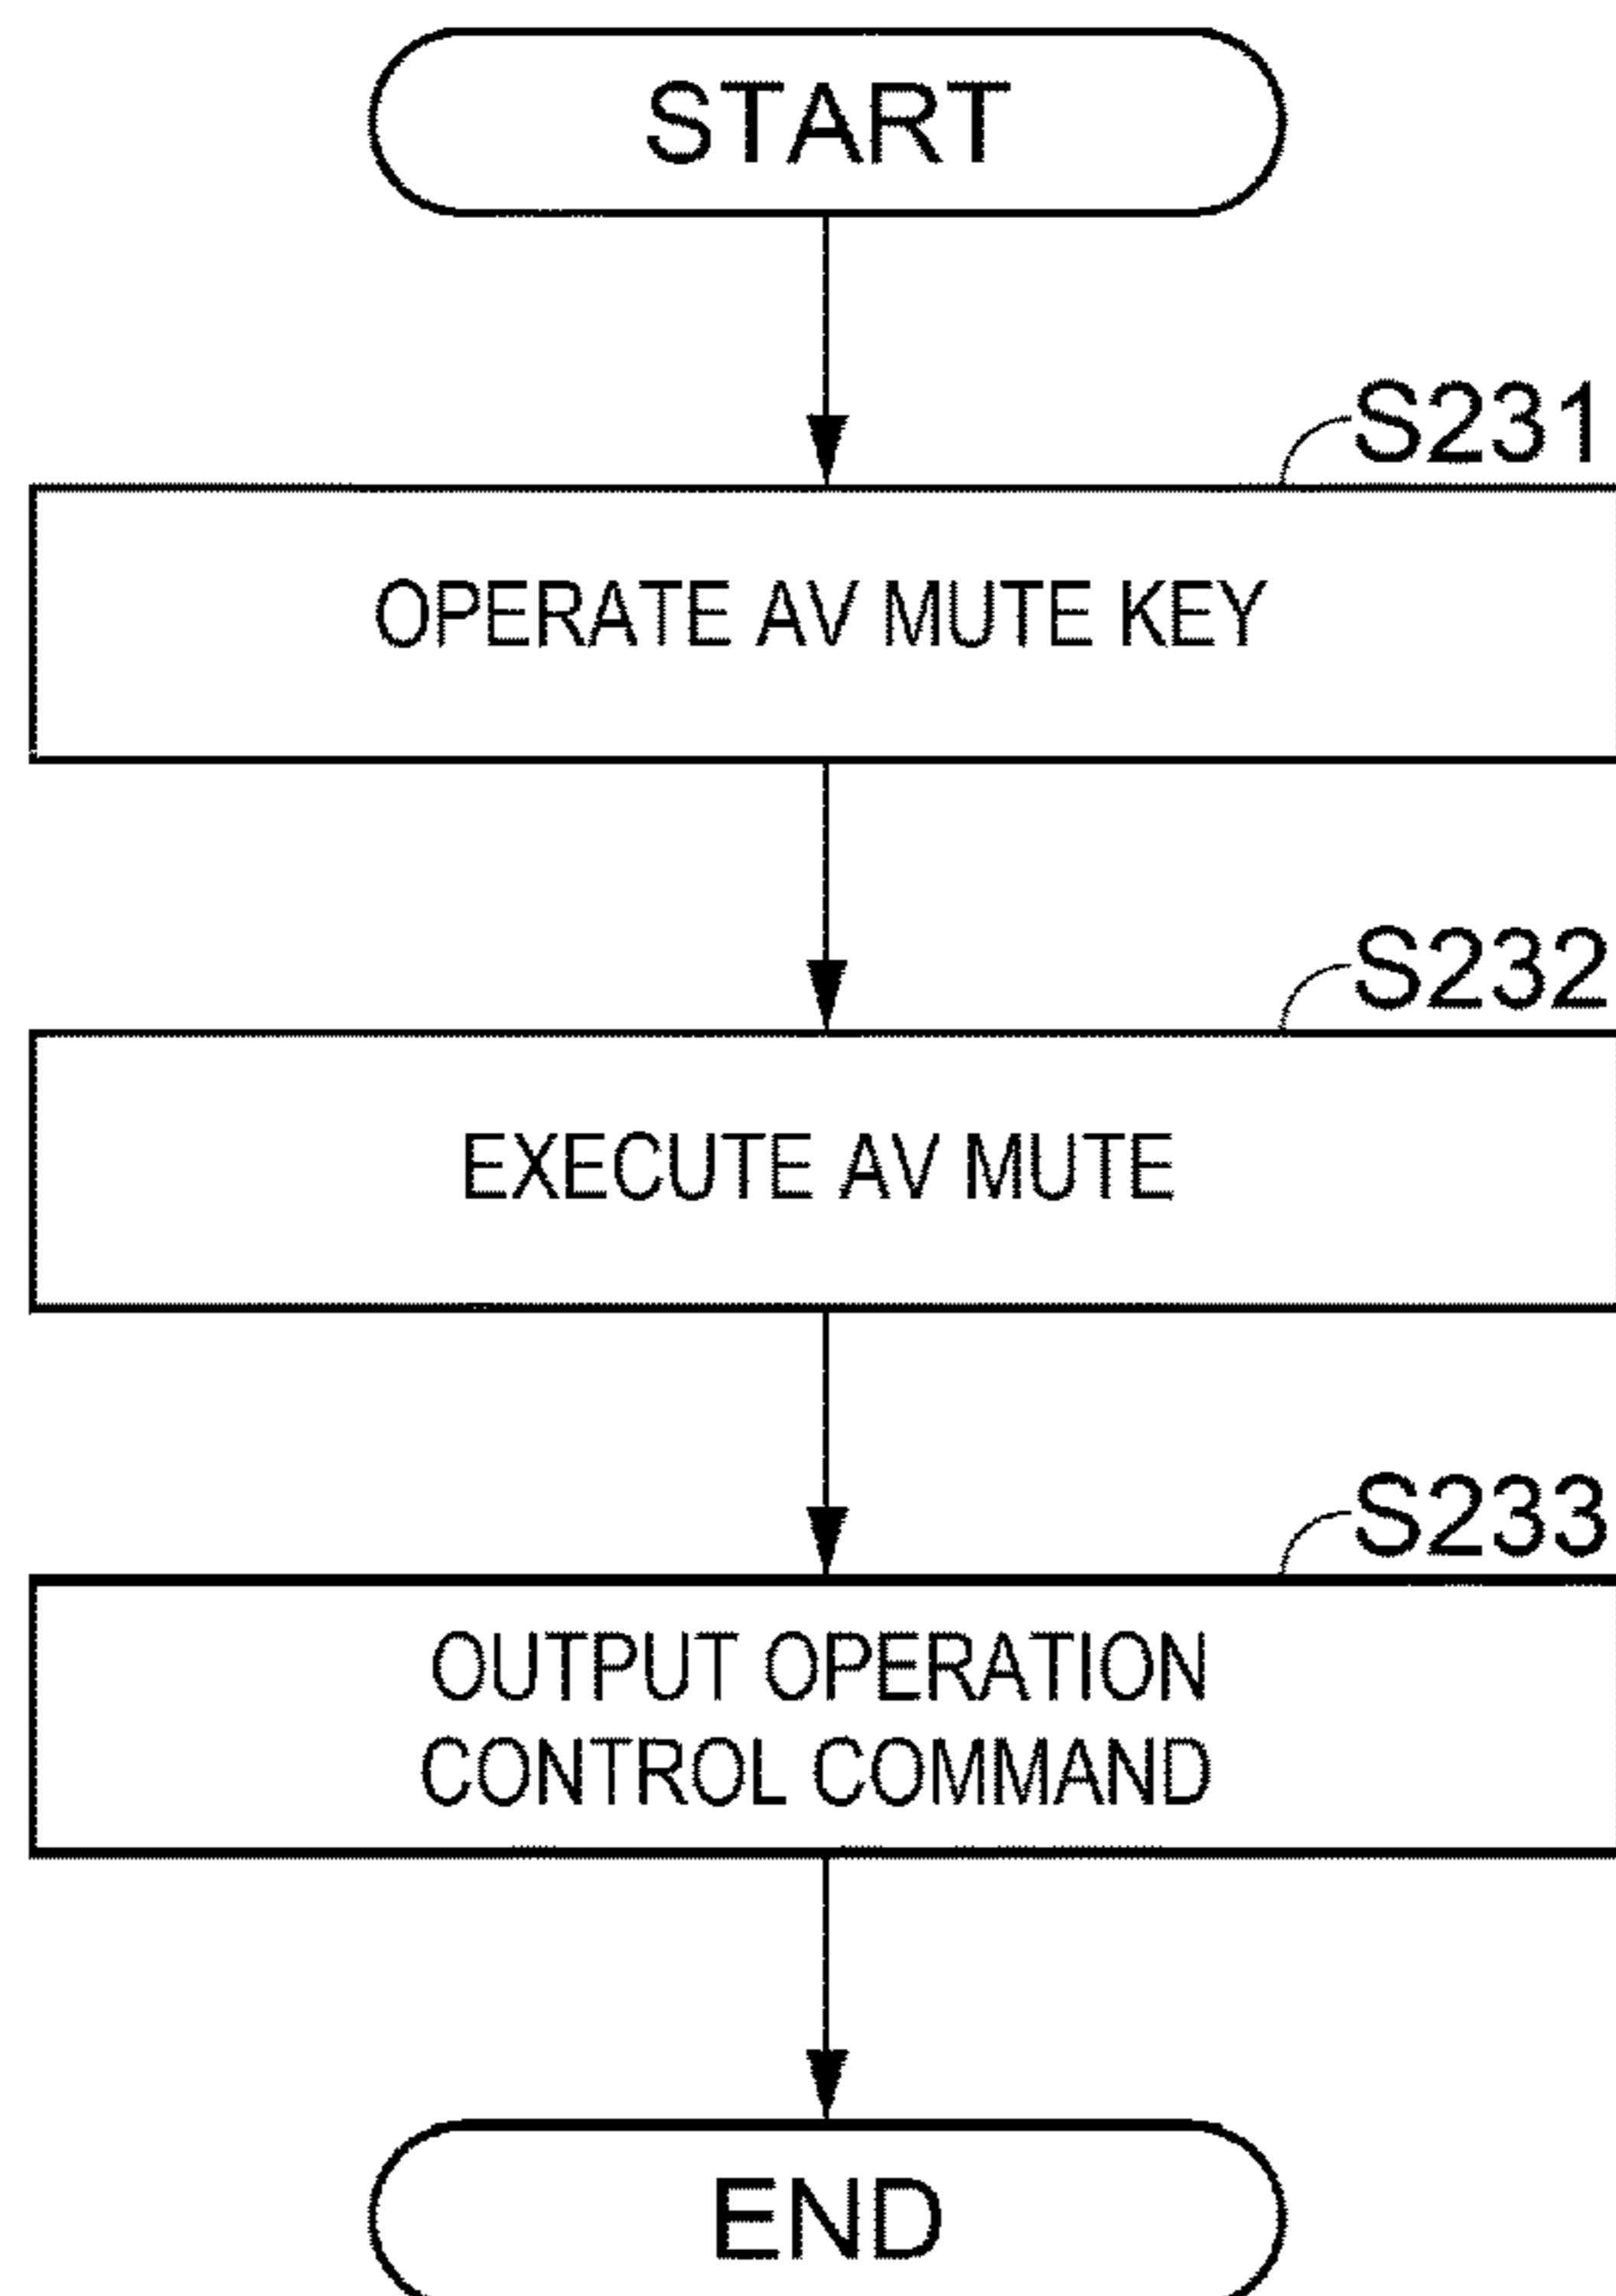 START
S231
OPERATE AV MUTE KEY
S232
EXECUTE AV MUTE
S233
OUTPUT OPERATION
CONTROL COMMAND
END